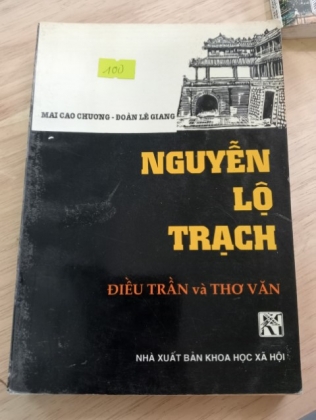 100
MAI CAO CHƯƠNG - ĐOÀN LÊ GIANG
NGUYỄN
LỘ
TRẠCH
ĐIỀU TRẦN và THƠ VĂN
NHÀ XUẤT BẢN KHOA HỌC XÃ HỘI